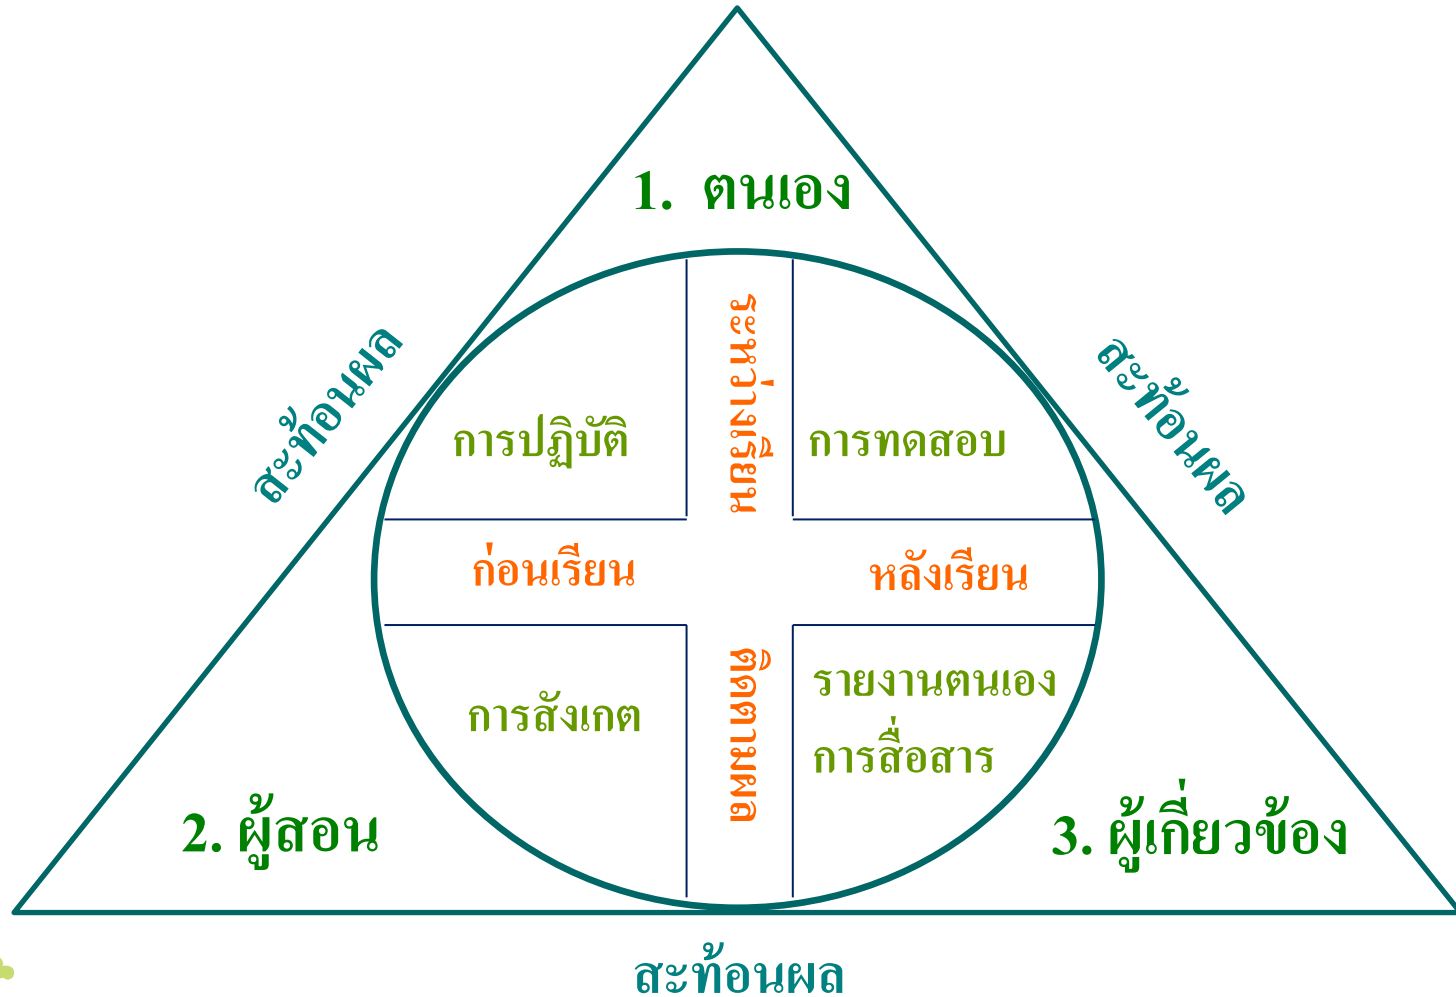 1. ตนเอง
สะท้อนผล
สะท้อนผล
ระหว่างเรียน
การปฏิบัติ
การทดสอบ
ก่อนเรียน
หลังเรียน
ติดตามผล
การสังเกต
รายงานตนเอง
การสื่อสาร
2. ผู้สอน
3. ผู้เกี่ยวข้อง
สะท้อนผล